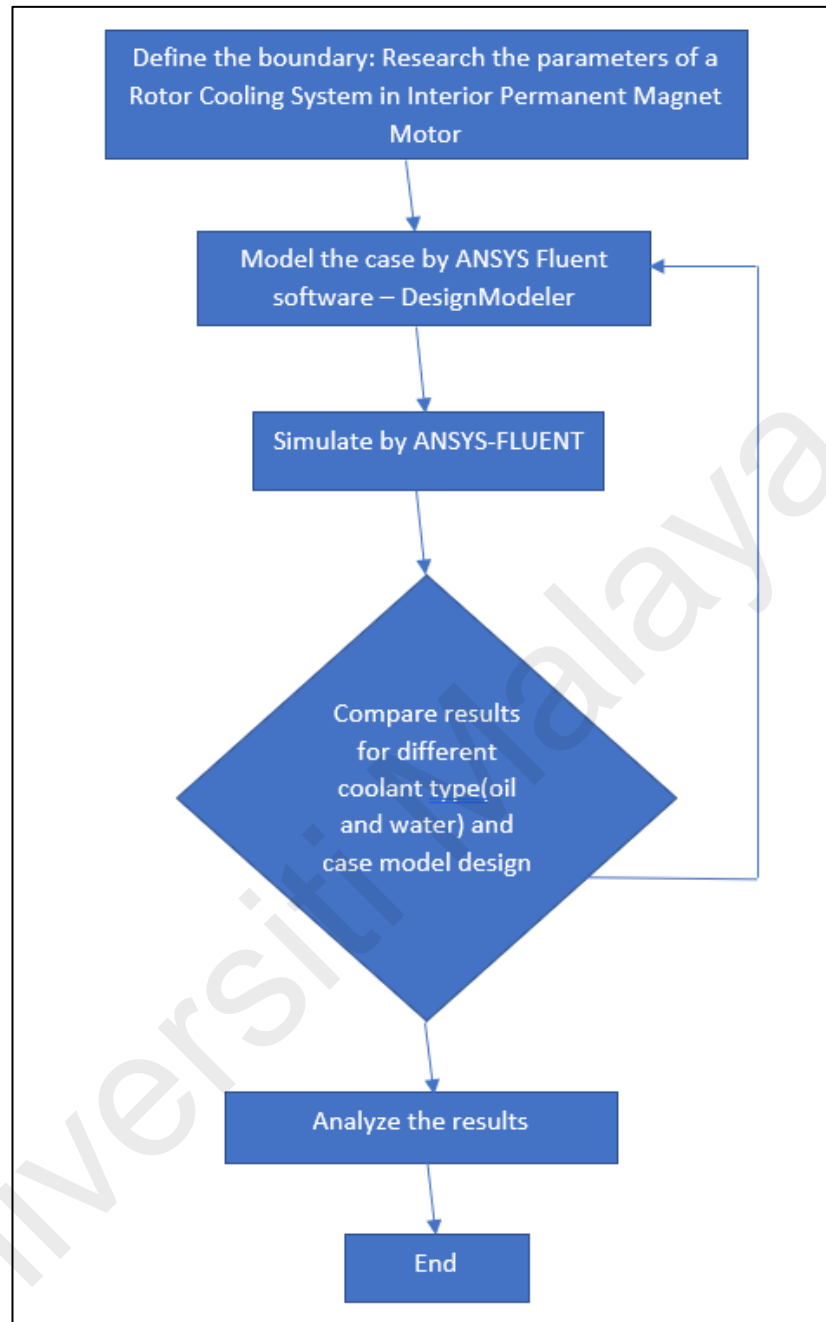 Define the boundary: Research the parameters of a
Rotor Cooling System in Interior Permanent Magnet
Motor
Model the case by ANSYS Fluent
software – DesignModeler
Simulate by ANSYS-FLUENT
Compare results
for different
coolant type(oil
and water) and
case model design
Analyze the results
End
Universiti Malaya